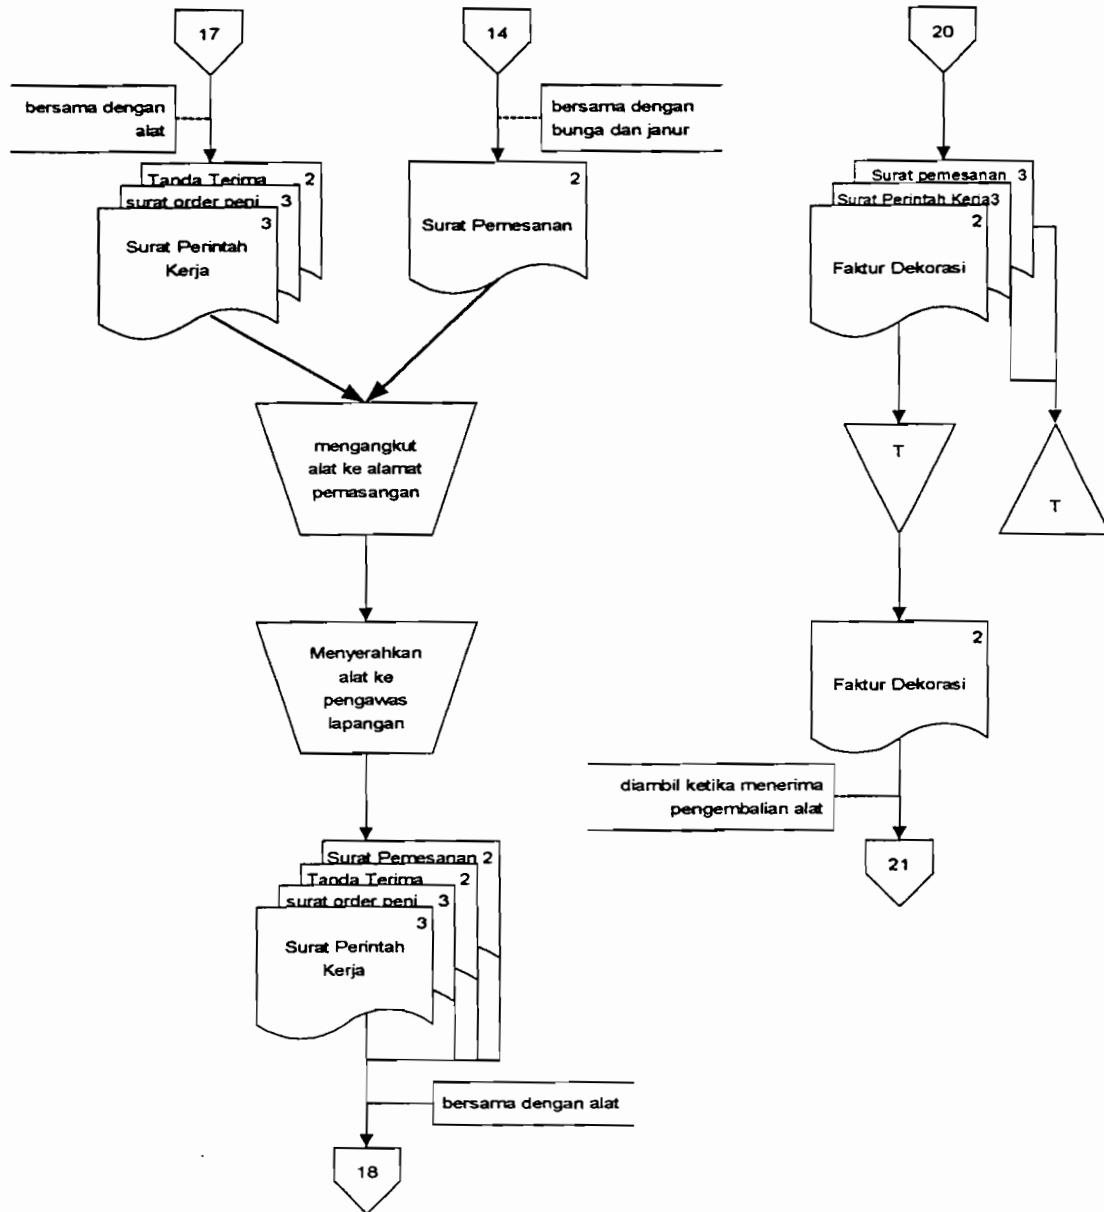 17
14
20
bersama dengan
alat
bersama dengan
bunga dan janur
Tanda Terima 2
surat order peni 3
3
Surat Perintah
Kerja
2
Surat Pemesanan
Surat pemesanan 3
Surat Perintah Kerja3
2
Faktur Dekorasi
mengangkut
alat ke alamat
pemasangan
T
T
Menyerahkan
alat ke
pengawas
lapangan
2
Faktur Dekorasi
diambil ketika menerima
pengembalian alat
21
Surat Pemesanan 2
Tanda Terima 2
surat order peni 3
3
Surat Perintah
Kerja
bersama dengan alat
18